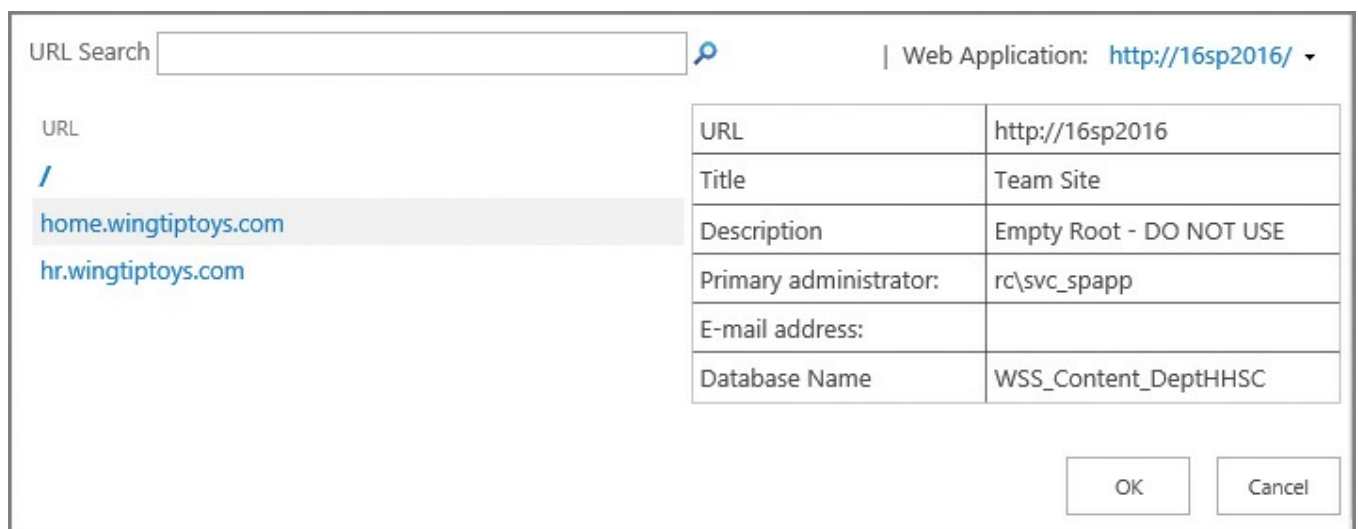 URL Search
| Web Application: http://16sp2016/
URL
/
home.wingtiptoys.com
hr.wingtiptoys.com
URL http://16sp2016
Title Team Site
Description Empty Root - DO NOT USE
Primary administrator: rc\svc_spapp
E-mail address:
Database Name WSS_Content_DeptHHSC
OK Cancel